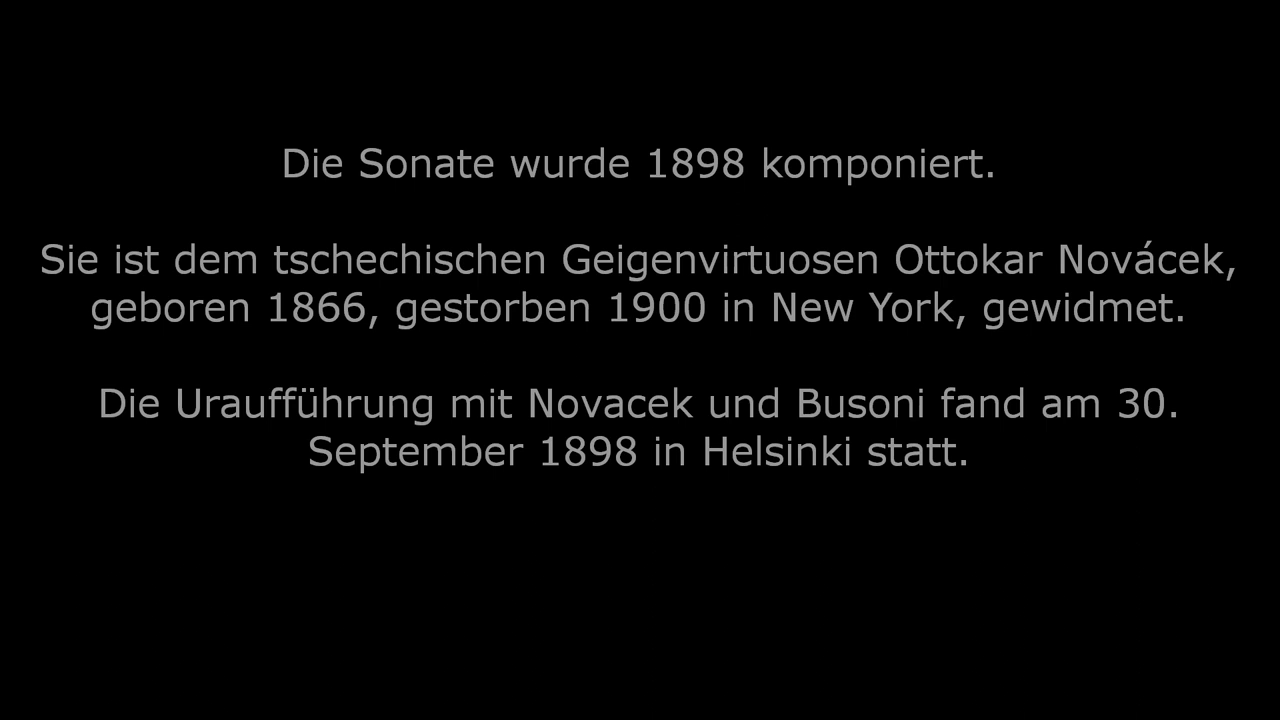 Die Sonate wurde 1898 komponiert.
Sie ist dem tschechischen Geigenvirtuosen Ottokar Novácek,
geboren 1866, gestorben 1900 in New York, gewidmet.
Die Uraufführung mit Novacek und Busoni fand am 30.
September 1898 in Helsinki statt.